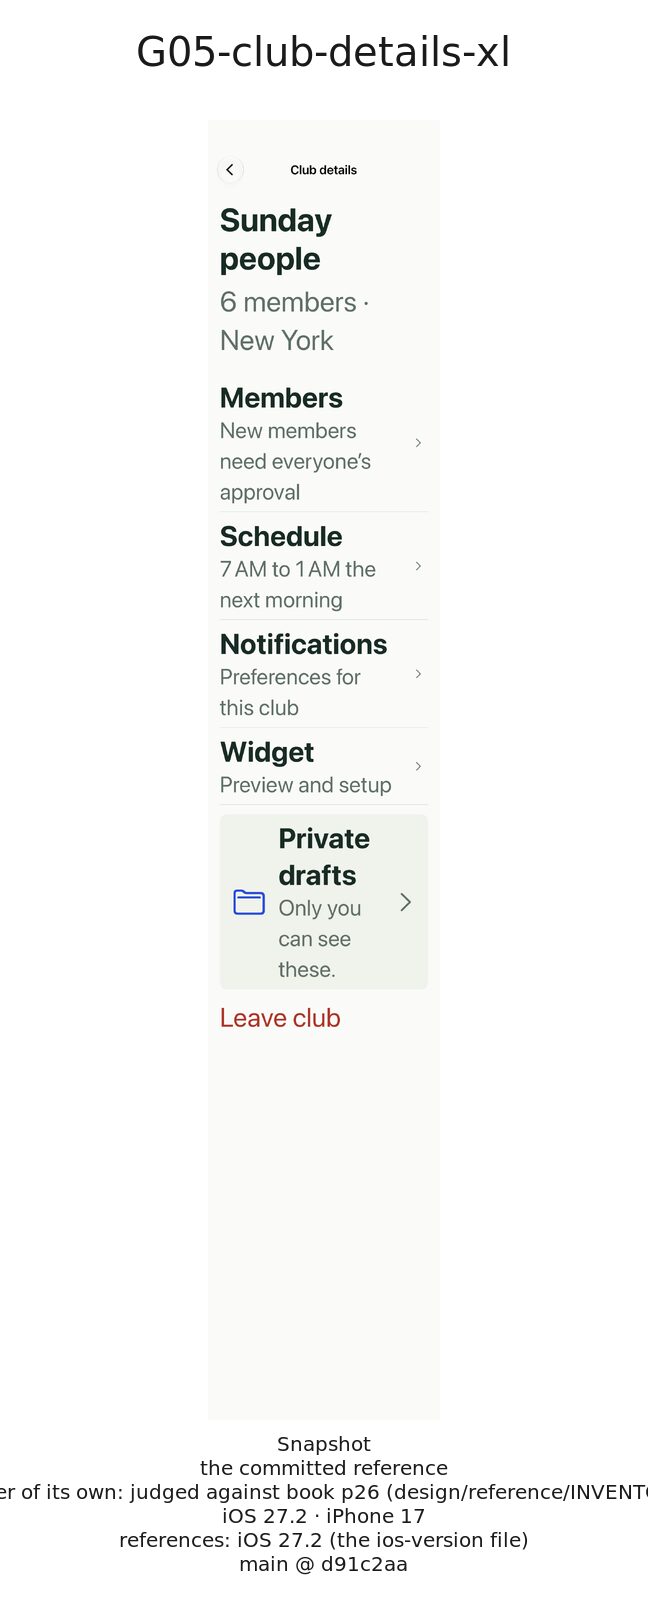 G05-club-details-xl
Club details
Sunday
people
6 members ·
New York
Members
New members
need everyone’s
approval
Schedule
7 AM to 1 AM the
next morning
Notifications
Preferences for
this club
Widget
Preview and setup
Private
drafts
Only you
can see
these.
Leave club
Snapshot
the committed reference
of its own: judged against book p26 (design/reference/
iOS 27.2 · iPhone 17
references: iOS 27.2 (the ios-version file)
main @ d91c2aa